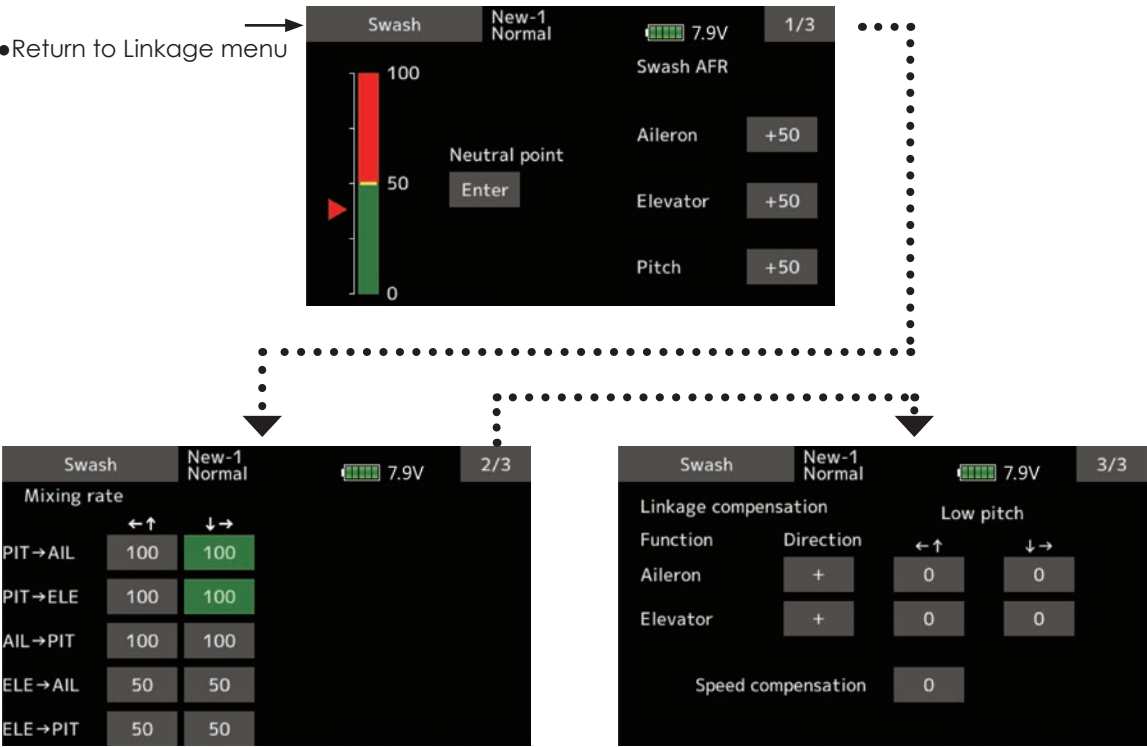 Swash New-1 7.9V 1/3
Normal
●Return to Linkage menu
Swash AFR
100
Aileron +50
Neutral point
50 Enter
Elevator +50
Pitch +50
0
Swash New-1 7.9V 2/3
Normal
Mixing rate
←↑ ↓→
PIT→AIL 100 100
PIT→ELE 100 100
AIL→PIT 100 100
ELE→AIL 50 50
ELE→PIT 50 50
Swash New-1 7.9V 3/3
Normal
Linkage compensation Low pitch
Function Direction ←↑ ↓→
Aileron + 0 0
Elevator + 0 0
Speed compensation 0